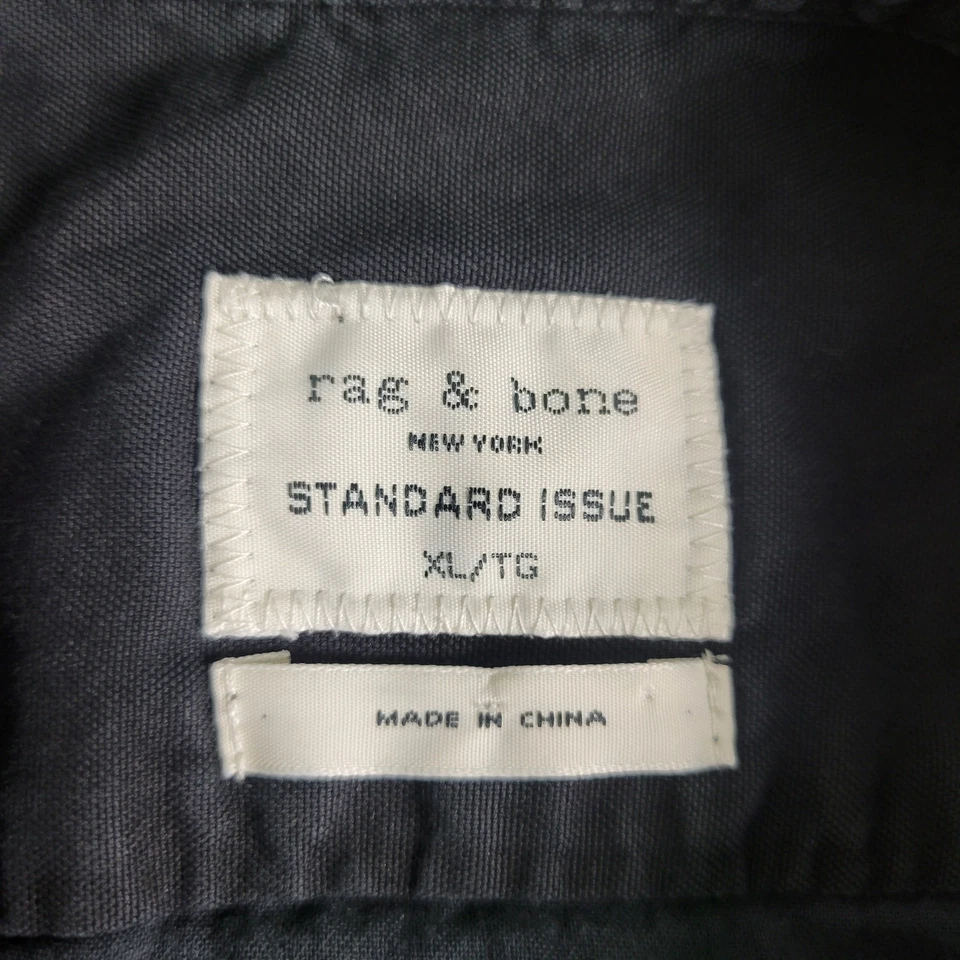 rag & bone
NEW YORK
STANDARD ISSUE
XL/TG
MADE IN CHINA